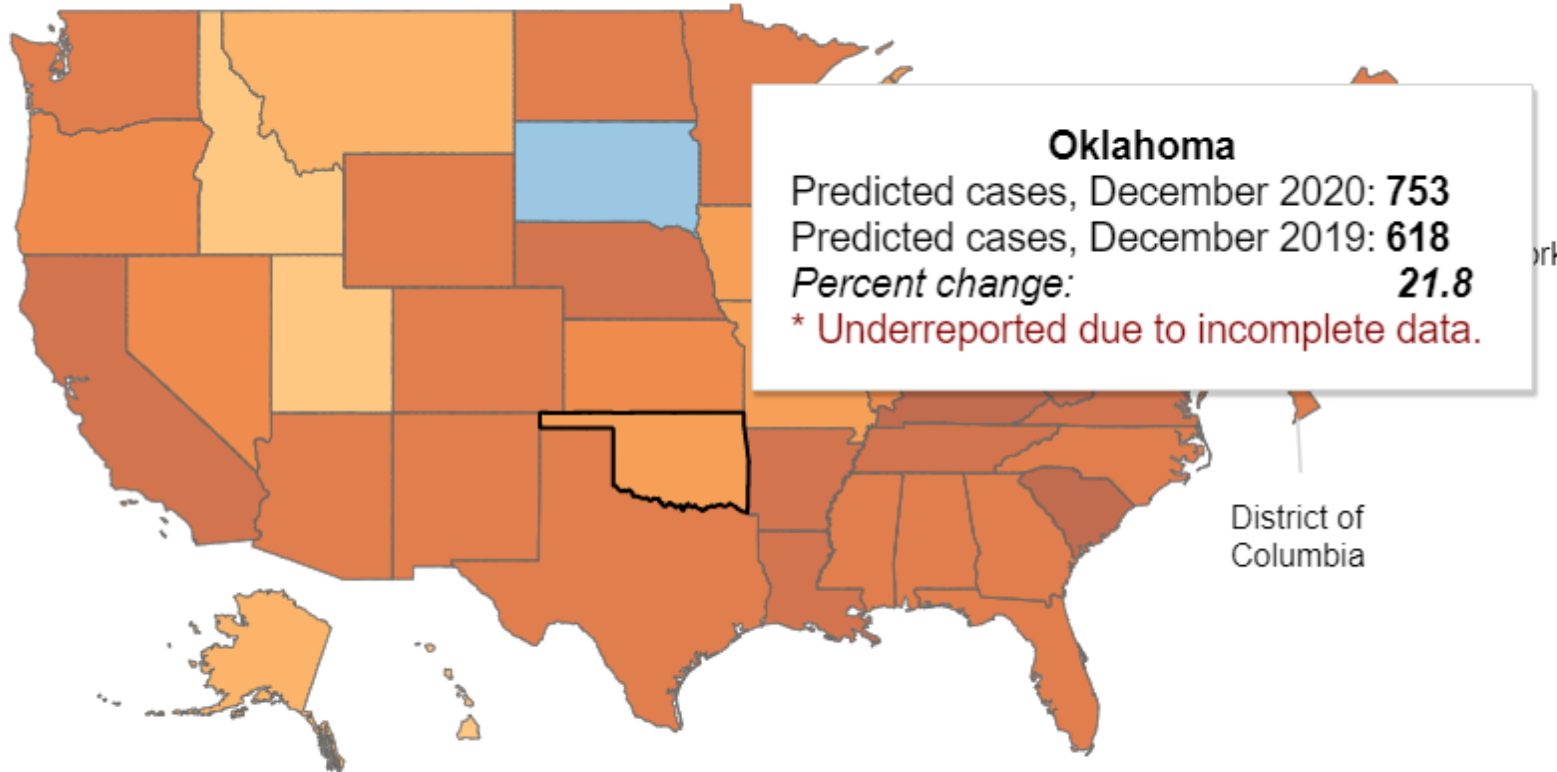 Oklahoma
Predicted cases, December 2020: 753
Predicted cases, December 2019: 618
Percent change: 21.8
* Underreported due to incomplete data.
District of
Columbia